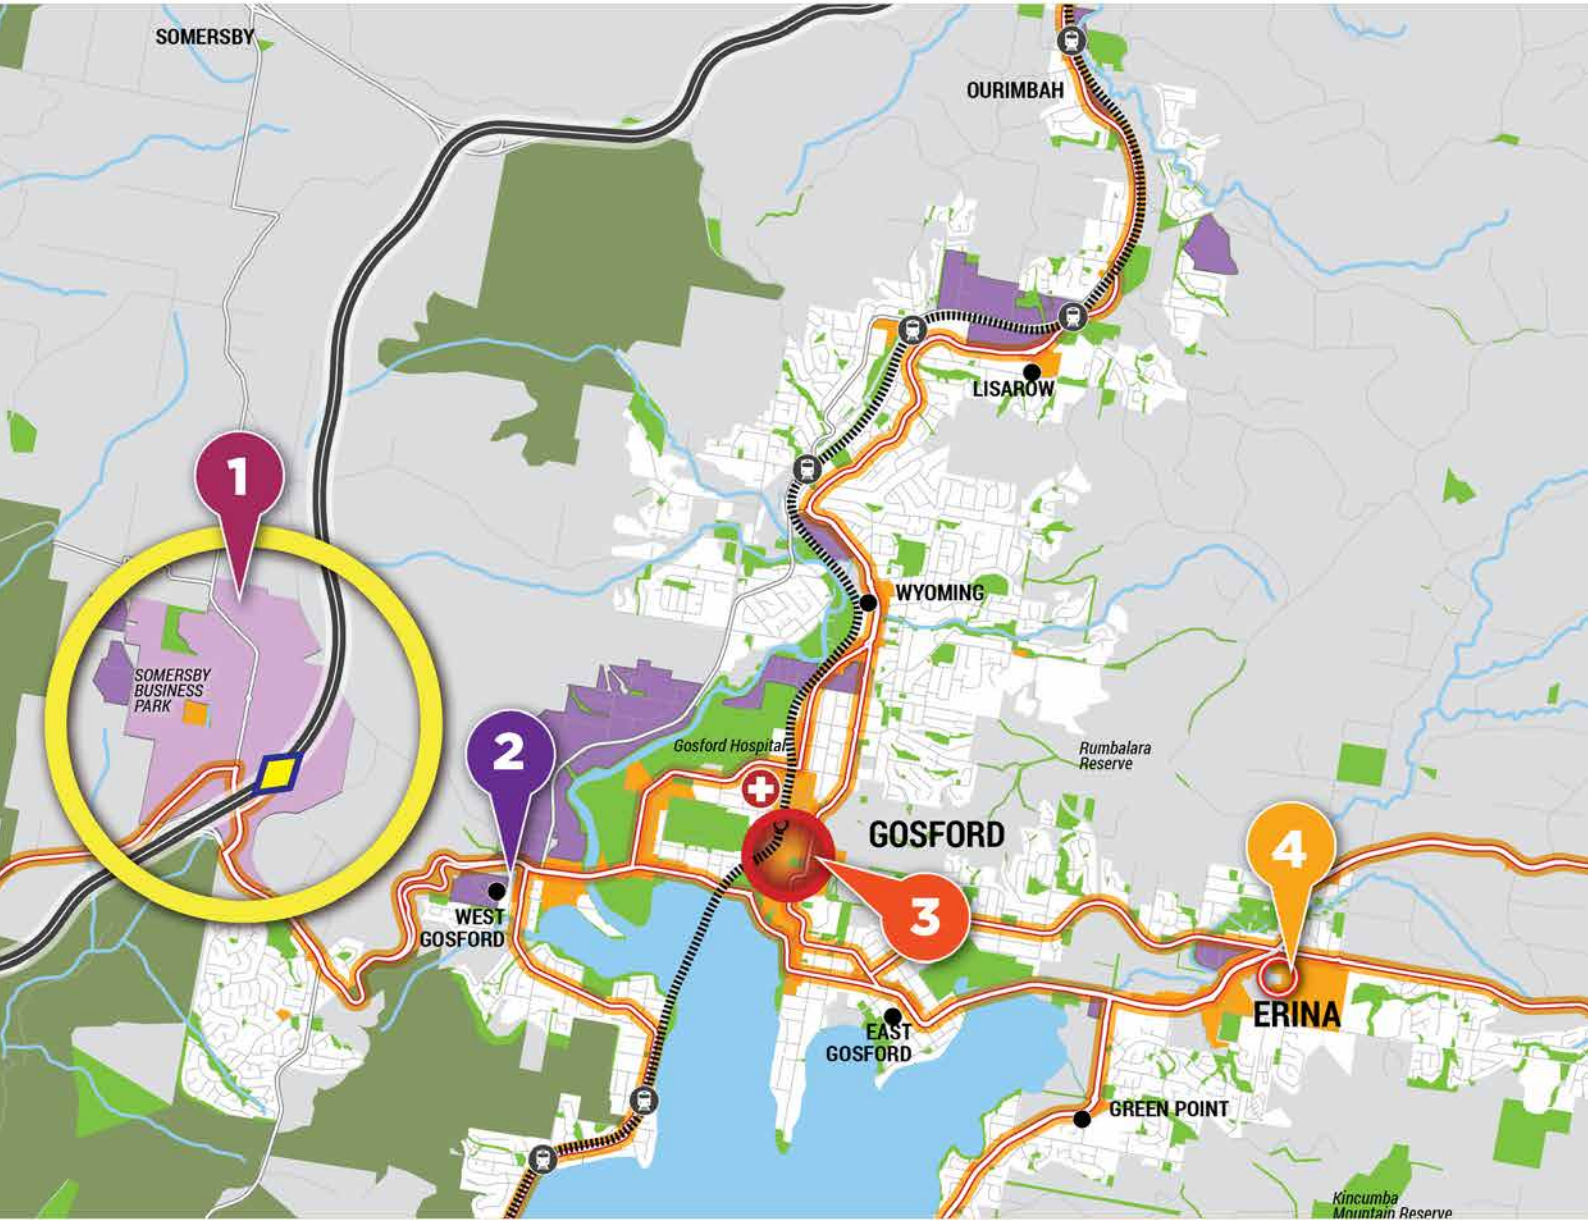 SOMERSBY
OURIMBAH
LISAROW
1
WYOMING
SOMERSBY
BUSINESS
PARK
2
Gosford Hospital
Rumbalara
Reserve
GOSFORD
4
3
WEST
GOSFORD
ERINA
EAST
GOSFORD
GREEN POINT
Kincumba
Mountain Reserve